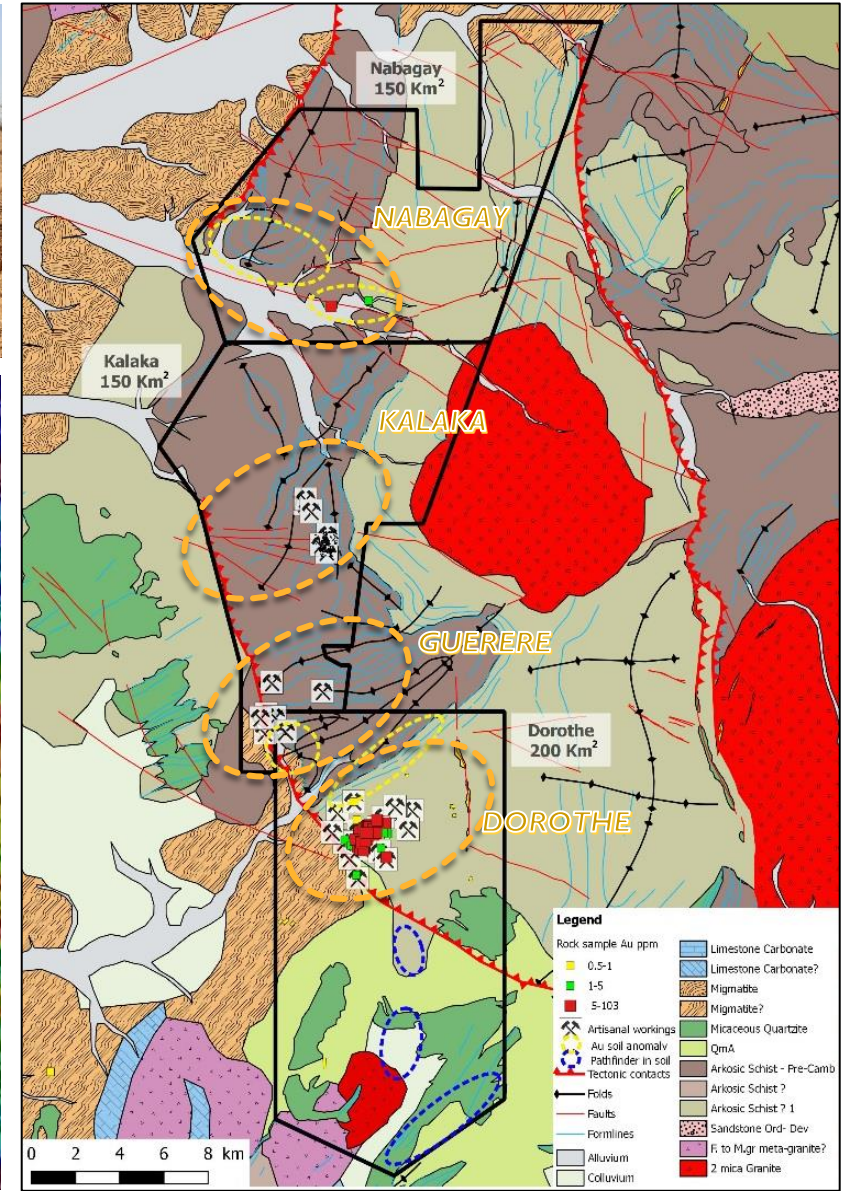 Nabagay
150 Km²
NABAGAY
Kalaka
150 Km²
KALAKA
GUERERE
Dorothe
200 Km²
DOROTHE
Legend
Rock sample Au ppm
0.5-1
1-5
5-103
Artisanal workings
Au soil anomaly
Pathfinder in soil
Tectonic contacts
Folds
Faults
Formlines
Alluvium
Colluvium
Limestone Carbonate
Limestone Carbonate?
Migmatite
Migmatite?
Micaceous Quartzite
QmA
Arkosic Schist - Pre-Camb
Arkosic Schist ?
Arkosic Schist ? 1
Sandstone Ord- Dev
F. to M.gr meta-granite?
2 mica Granite
0 2 4 6 8 km